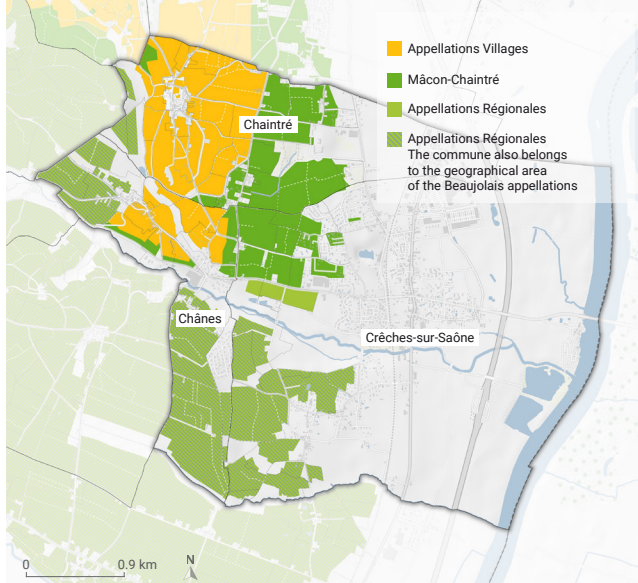 Appellations Villages
Mâcon-Chaintré
Appellations Régionales
Appellations Régionales
The commune also belongs
to the geographical area
of the Beaujolais appellations
Chaintré
Chânes
Crêches-sur-Saône
0
0.9 km
N